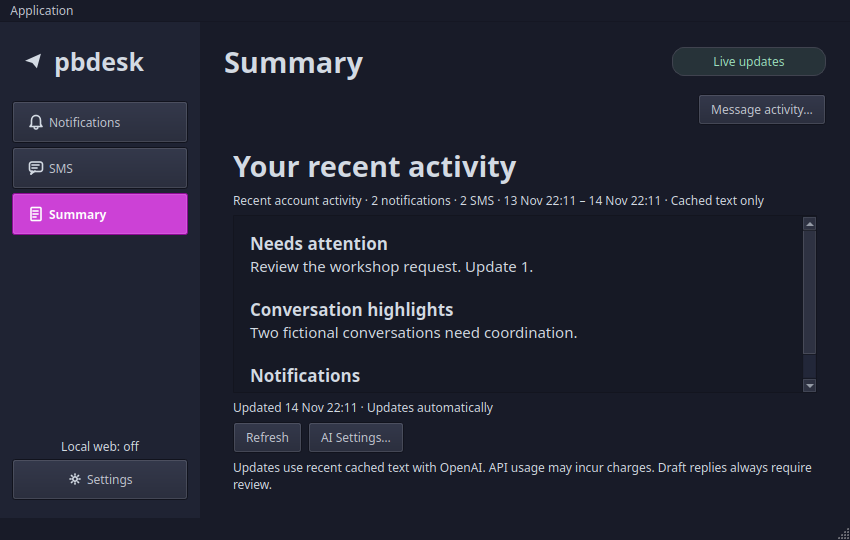 Application
pbdesk
Notifications
SMS
Summary
Local web: off
Settings
Summary
Live updates
Message activity...
Your recent activity
Recent account activity · 2 notifications · 2 SMS · 13 Nov 22:11 – 14 Nov 22:11 · Cached text only
Needs attention
Review the workshop request. Update 1.
Conversation highlights
Two fictional conversations need coordination.
Notifications
Updated 14 Nov 22:11 · Updates automatically
Refresh
AI Settings...
Updates use recent cached text with OpenAI. API usage may incur charges. Draft replies always require
review.